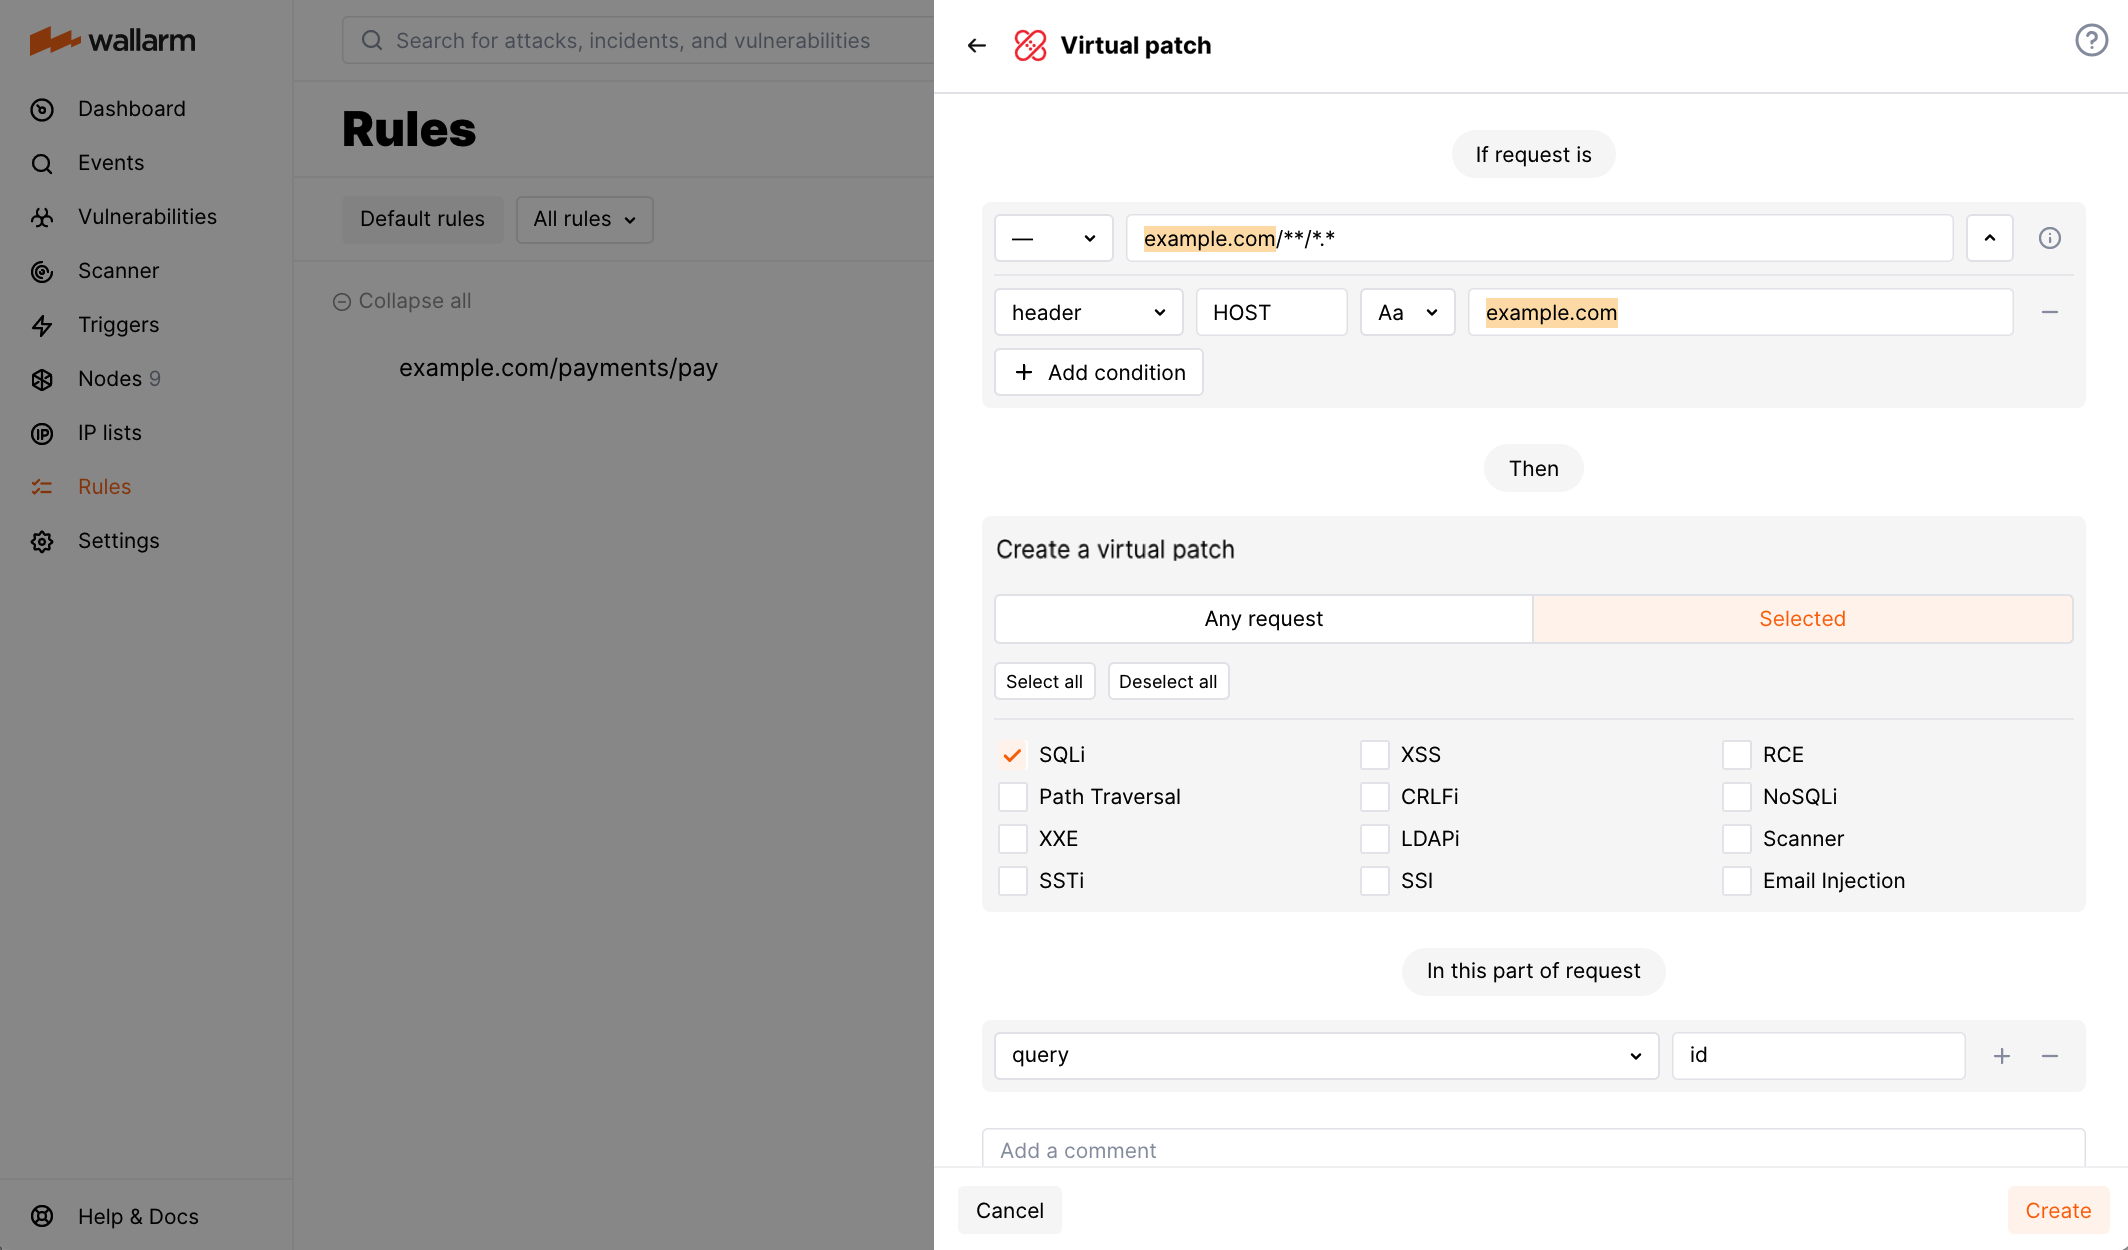 wallarm
Dashboard
Events
Vulnerabilities
Scanner
Triggers
Nodes 9
IP lists
Rules
Settings
Help & Docs
Search for attacks, incidents, and vulnerabilities
Rules
Default rules
All rules
Collapse all
example.com/payments/pay
Virtual patch
?
If request is
— example.com/**/*.*
header HOST Aa example.com
Add condition
Then
Create a virtual patch
Any request Selected
Select all Deselect all
SQLi XSS RCE
Path Traversal CRLFi NoSQLi
XXE LDAPi Scanner
SSTi SSI Email Injection
In this part of request
query id
Add a comment
Cancel Create